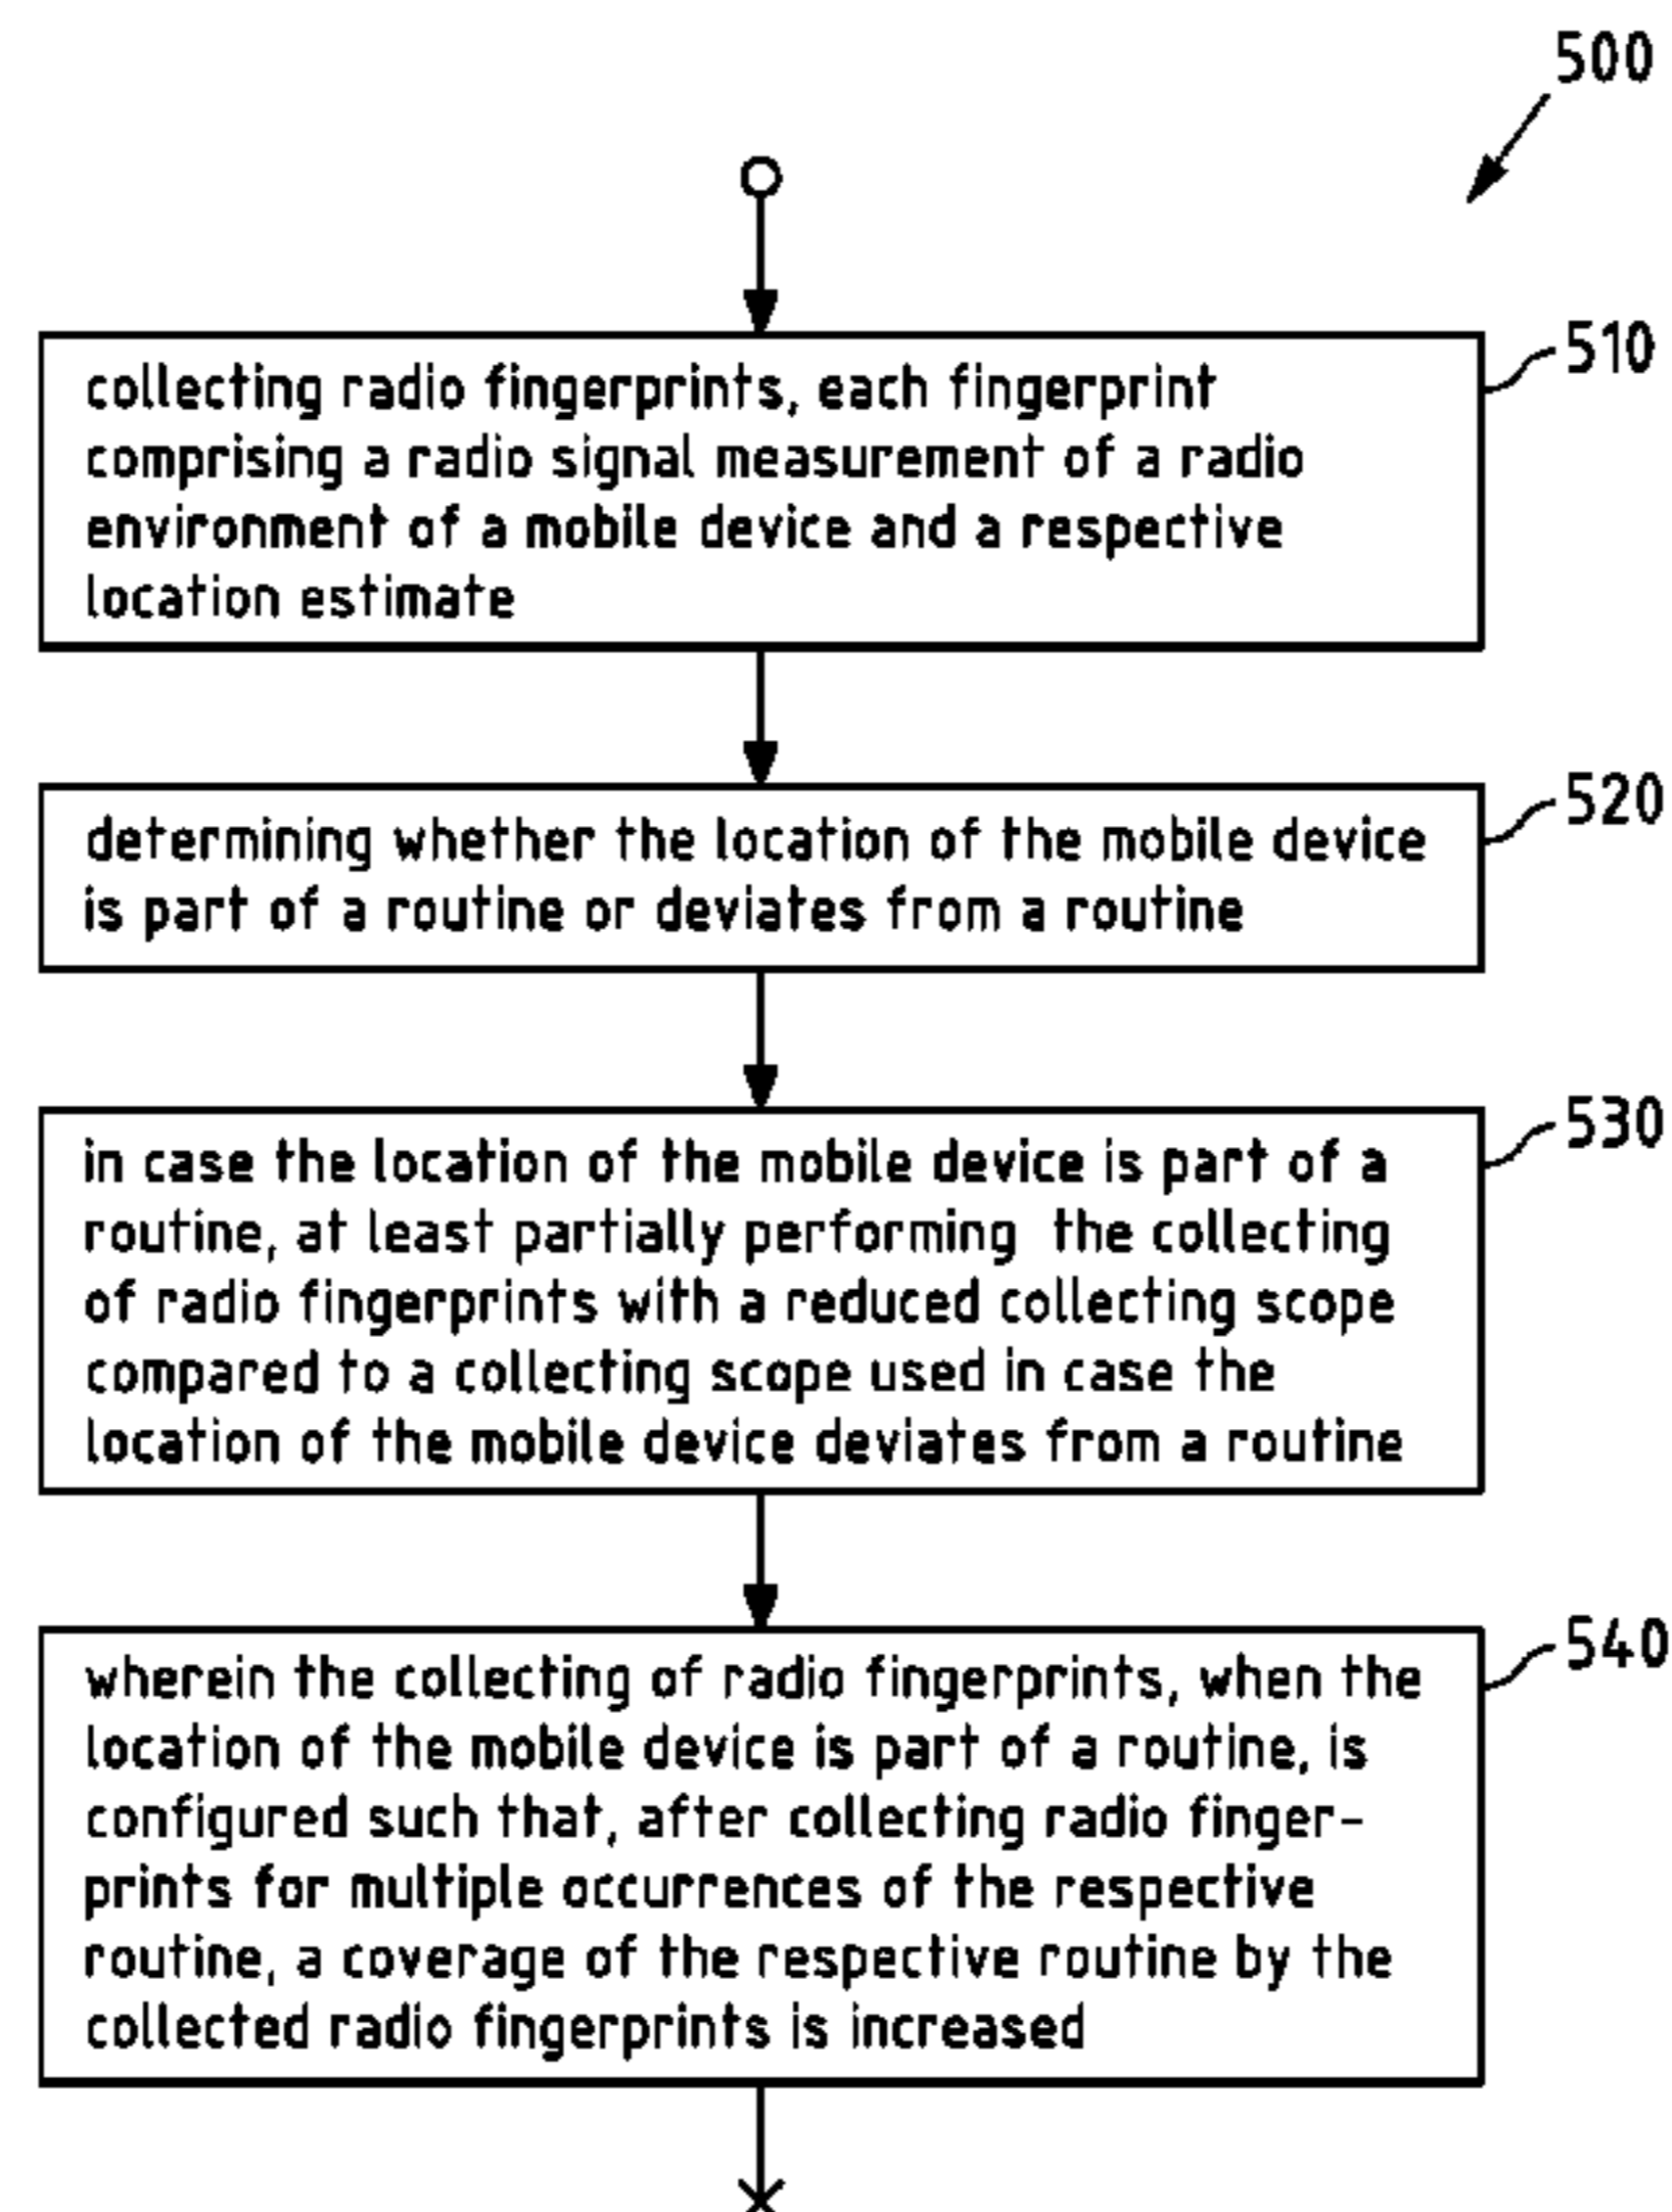 500
510
collecting radio fingerprints, each fingerprint
comprising a radio signal measurement of a radio
environment of a mobile device and a respective
location estimate
520
determining whether the location of the mobile device
is part of a routine or deviates from a routine
530
in case the location of the mobile device is part of a
routine, at least partially performing the collecting
of radio fingerprints with a reduced collecting scope
compared to a collecting scope used in case the
location of the mobile device deviates from a routine
540
wherein the collecting of radio fingerprints, when the
location of the mobile device is part of a routine, is
configured such that, after collecting radio finger-
prints for multiple occurrences of the respective
routine, a coverage of the respective routine by the
collected radio fingerprints is increased